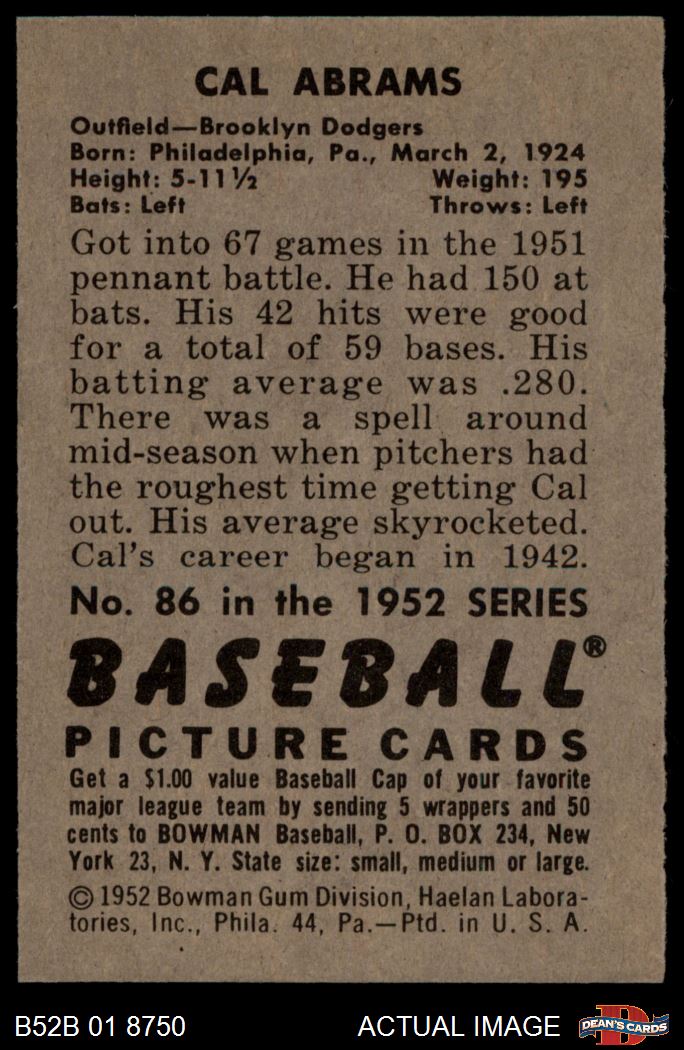 CAL ABRAMS
Outfield—Brooklyn Dodgers
Born: Philadelphia, Pa., March 2, 1924
Height: 5-11½ Weight: 195
Bats: Left Throws: Left
Got into 67 games in the 1951
pennant battle. He had 150 at
bats. His 42 hits were good
for a total of 59 bases. His
batting average was .280.
There was a spell around
mid-season when pitchers had
the roughest time getting Cal
out. His average skyrocketed.
Cal's career began in 1942.
No. 86 in the 1952 SERIES
BASEBALL®
PICTURE CARDS
Get a $1.00 value Baseball Cap of your favorite
major league team by sending 5 wrappers and 50
cents to BOWMAN Baseball, P. O. BOX 234, New
York 23, N. Y. State size: small, medium or large.
© 1952 Bowman Gum Division, Haelan Labora-
tories, Inc., Phila. 44, Pa.—Ptd. in U. S. A.
B52B 01 8750 ACTUAL IMAGE D DEAN'S CARDS